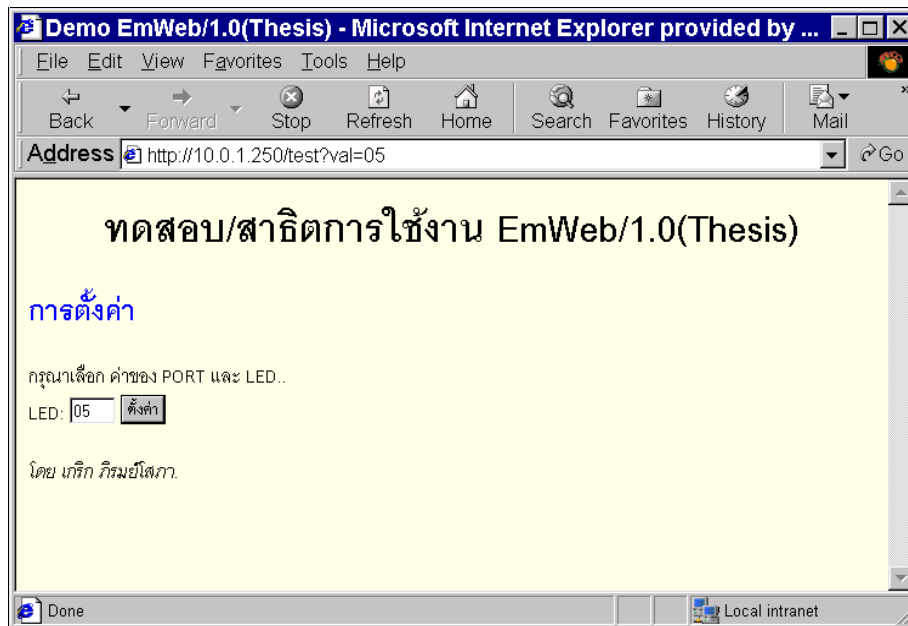 Demo EmWeb/1.0(Thesis) - Microsoft Internet Explorer provided by ...
File Edit View Favorites Tools Help
Back Forward Stop Refresh Home Search Favorites History Mail »
Address http://10.0.1.250/test?val=05 Go
ทดสอบ/สาธิตการใช้งาน EmWeb/1.0(Thesis)
การตั้งค่า
กรุณาเลือก ค่าของ PORT และ LED..
LED: 05 ตั้งค่า
โดย เกริก ภิรมย์โสภา.
Done Local intranet